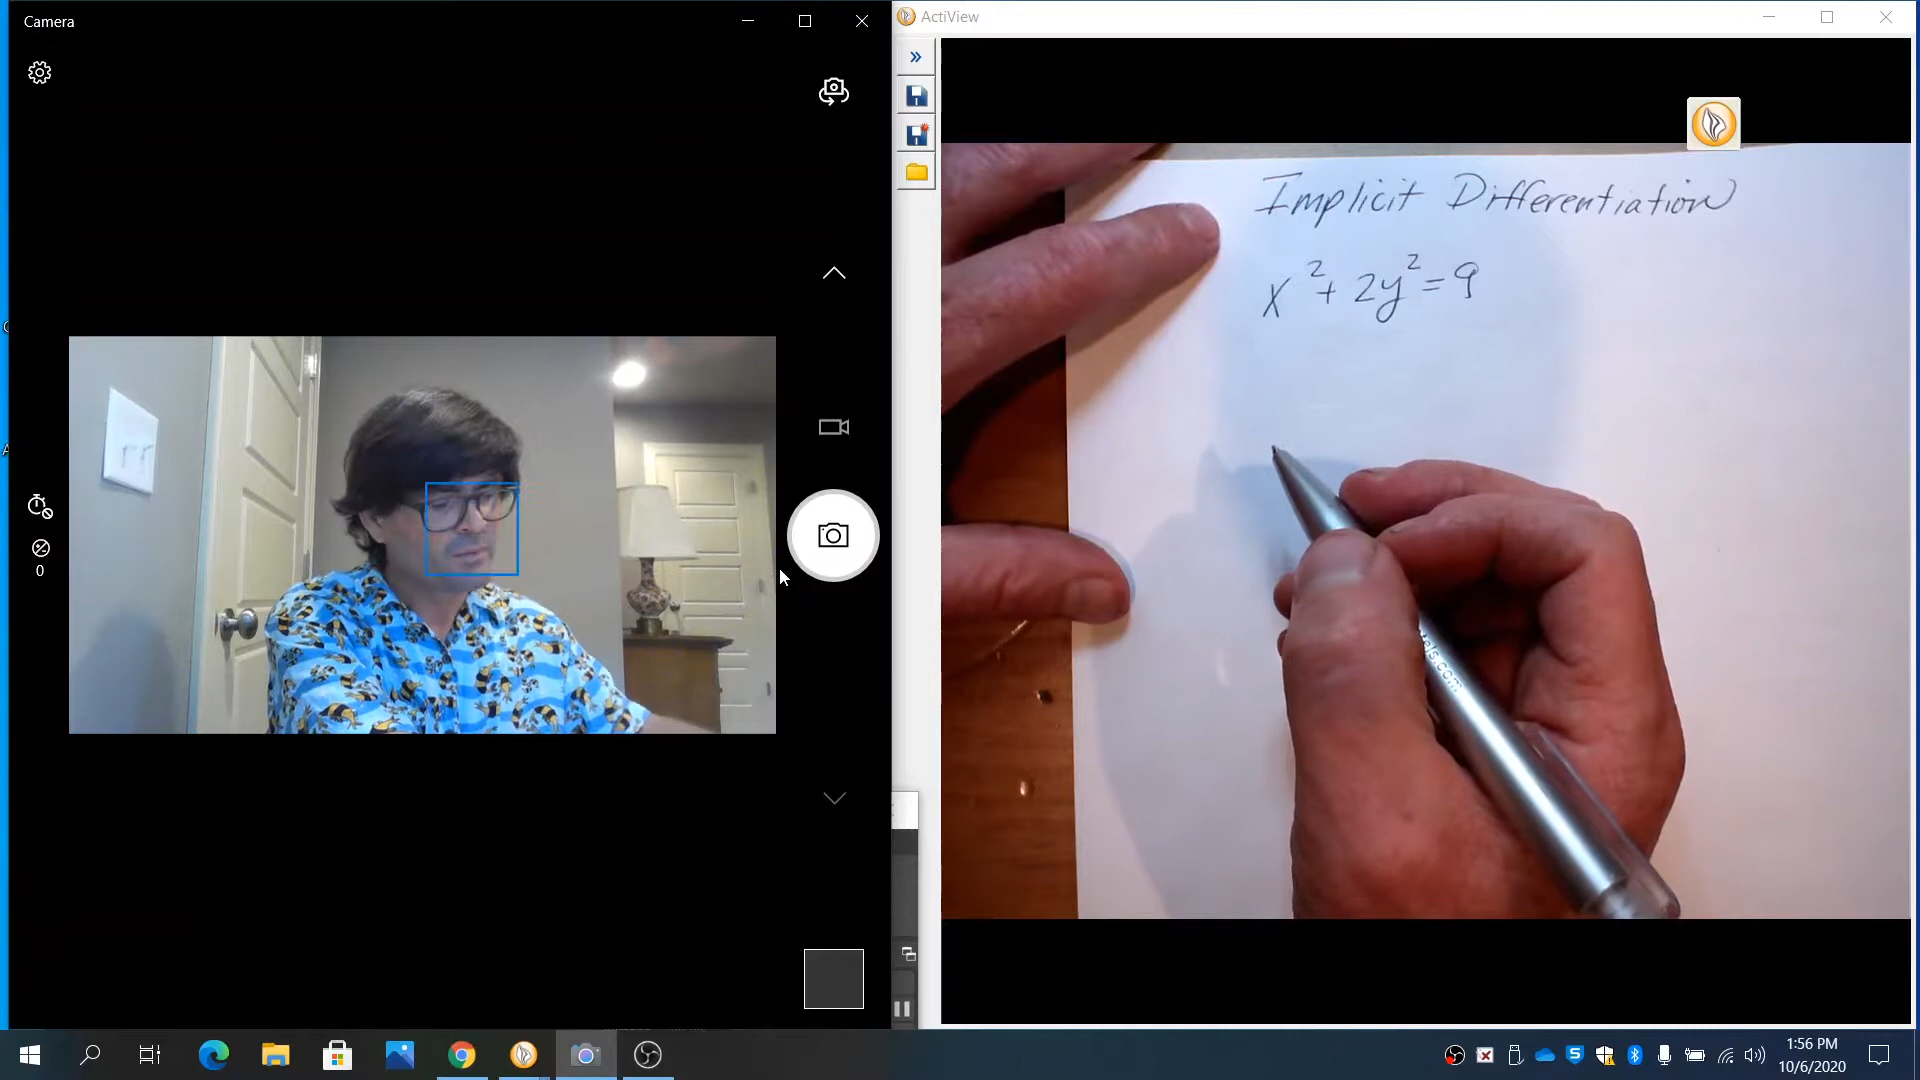 Camera
ActiView
Implicit Differentiation
x² + 2y² = 9
0
1:56 PM
10/6/2020